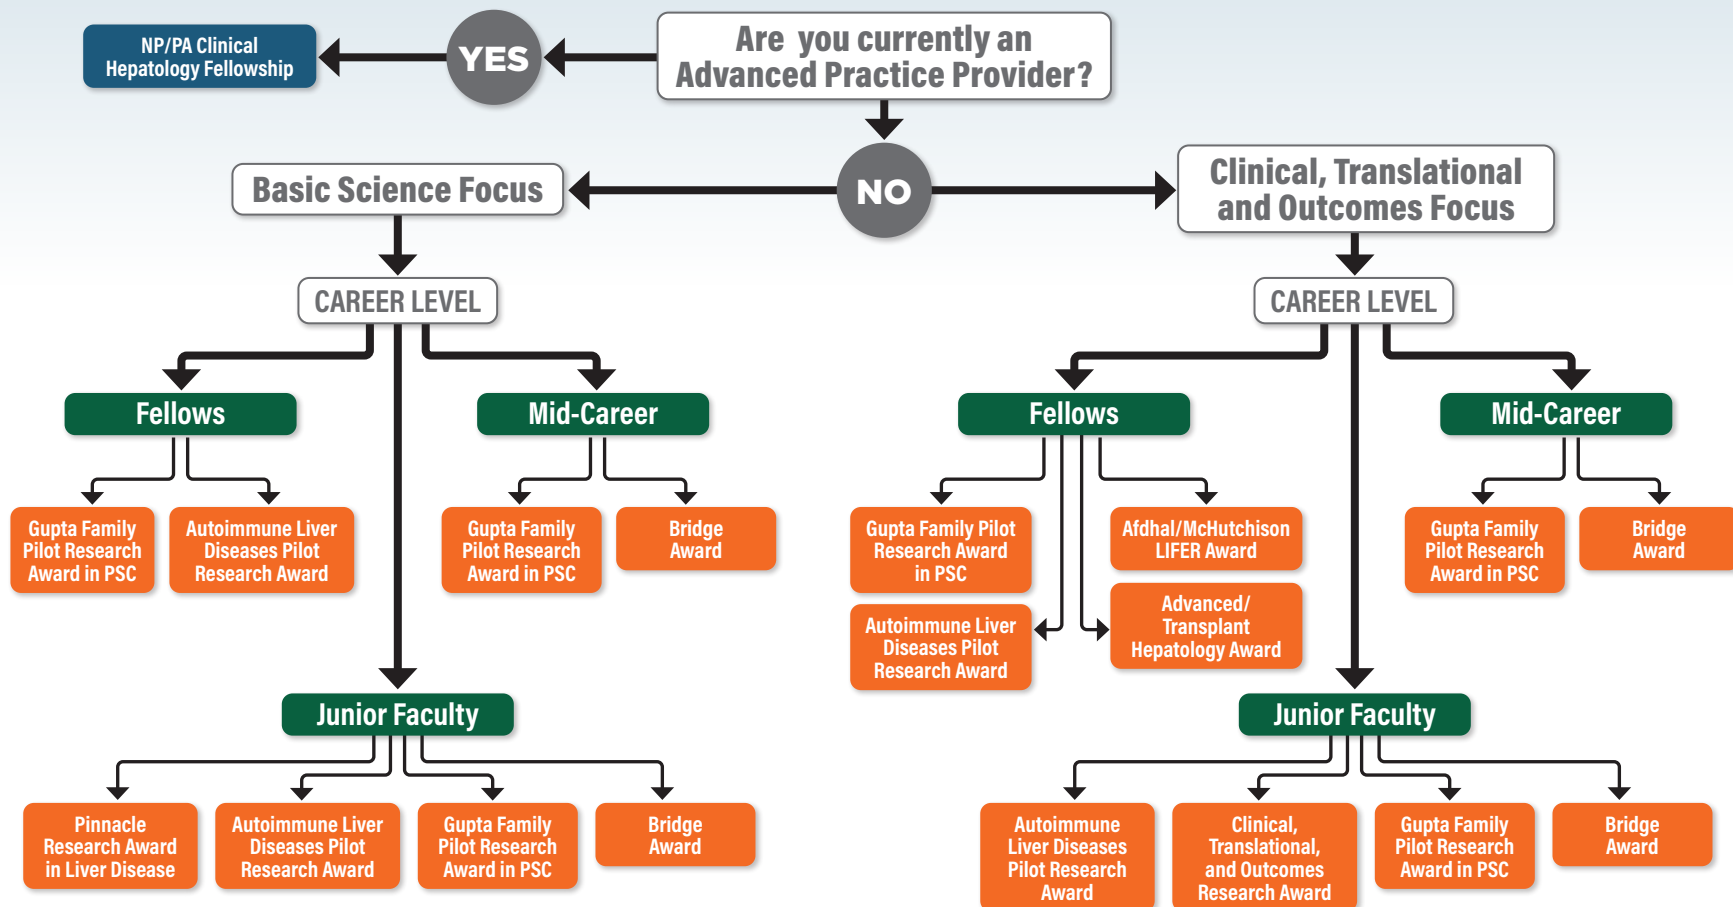 NP/PA Clinical
Hepatology Fellowship
YES
Are you currently an
Advanced Practice Provider?
Basic Science Focus
NO
Clinical, Translational
and Outcomes Focus
CAREER LEVEL
CAREER LEVEL
Fellows
Mid-Career
Fellows
Mid-Career
Gupta Family
Pilot Research
Award in PSC
Autoimmune Liver
Diseases Pilot
Research Award
Gupta Family
Pilot Research
Award in PSC
Bridge
Award
Gupta Family Pilot
Research Award
in PSC
Afdhal/McHutchison
LIFER Award
Autoimmune Liver
Diseases Pilot
Research Award
Advanced/
Transplant
Hepatology Award
Gupta Family
Pilot Research
Award in PSC
Bridge
Award
Junior Faculty
Junior Faculty
Pinnacle
Research Award
in Liver Disease
Autoimmune Liver
Diseases Pilot
Research Award
Gupta Family
Pilot Research
Award in PSC
Bridge
Award
Autoimmune
Liver Diseases
Pilot Research
Award
Clinical,
Translational,
and Outcomes
Research Award
Gupta Family
Pilot Research
Award in PSC
Bridge
Award